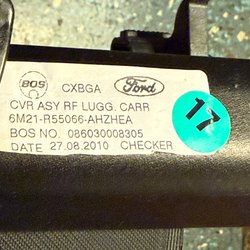 BOS CXBGA Ford
CVR ASY RF LUGG. CARR
6M21-R55066-AHZHEA
BOS NO. 086030008305
DATE 27.08.2010 CHECKER
17